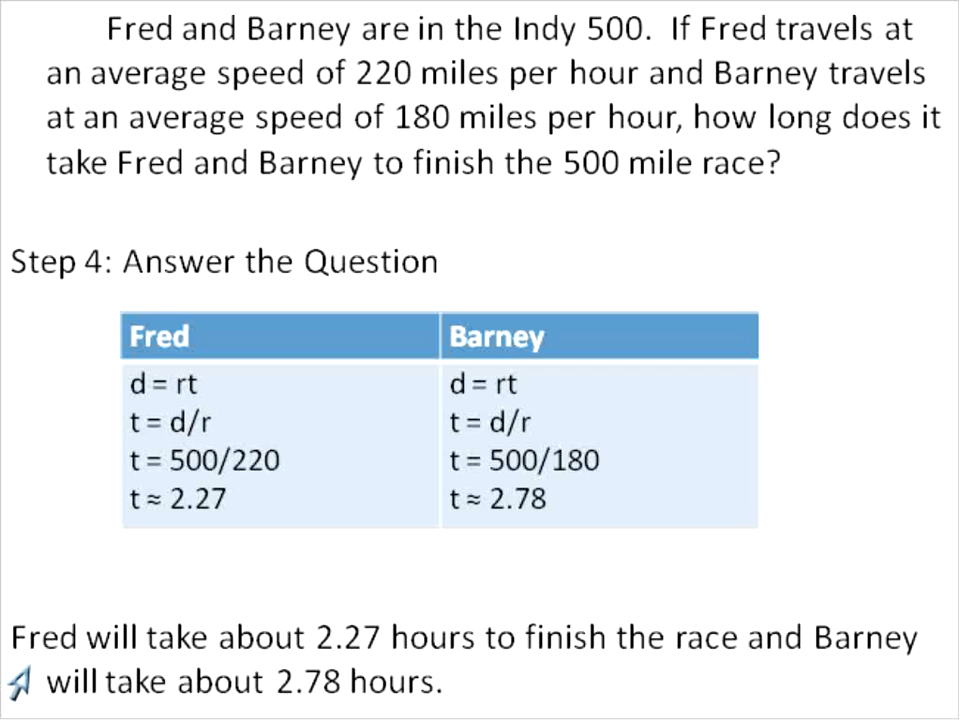 Fred and Barney are in the Indy 500. If Fred travels at
an average speed of 220 miles per hour and Barney travels
at an average speed of 180 miles per hour, how long does it
take Fred and Barney to finish the 500 mile race?
Step 4: Answer the Question
Fred
d = rt
t = d/r
t = 500/220
t ≈ 2.27
Barney
d = rt
t = d/r
t = 500/180
t ≈ 2.78
Fred will take about 2.27 hours to finish the race and Barney
will take about 2.78 hours.